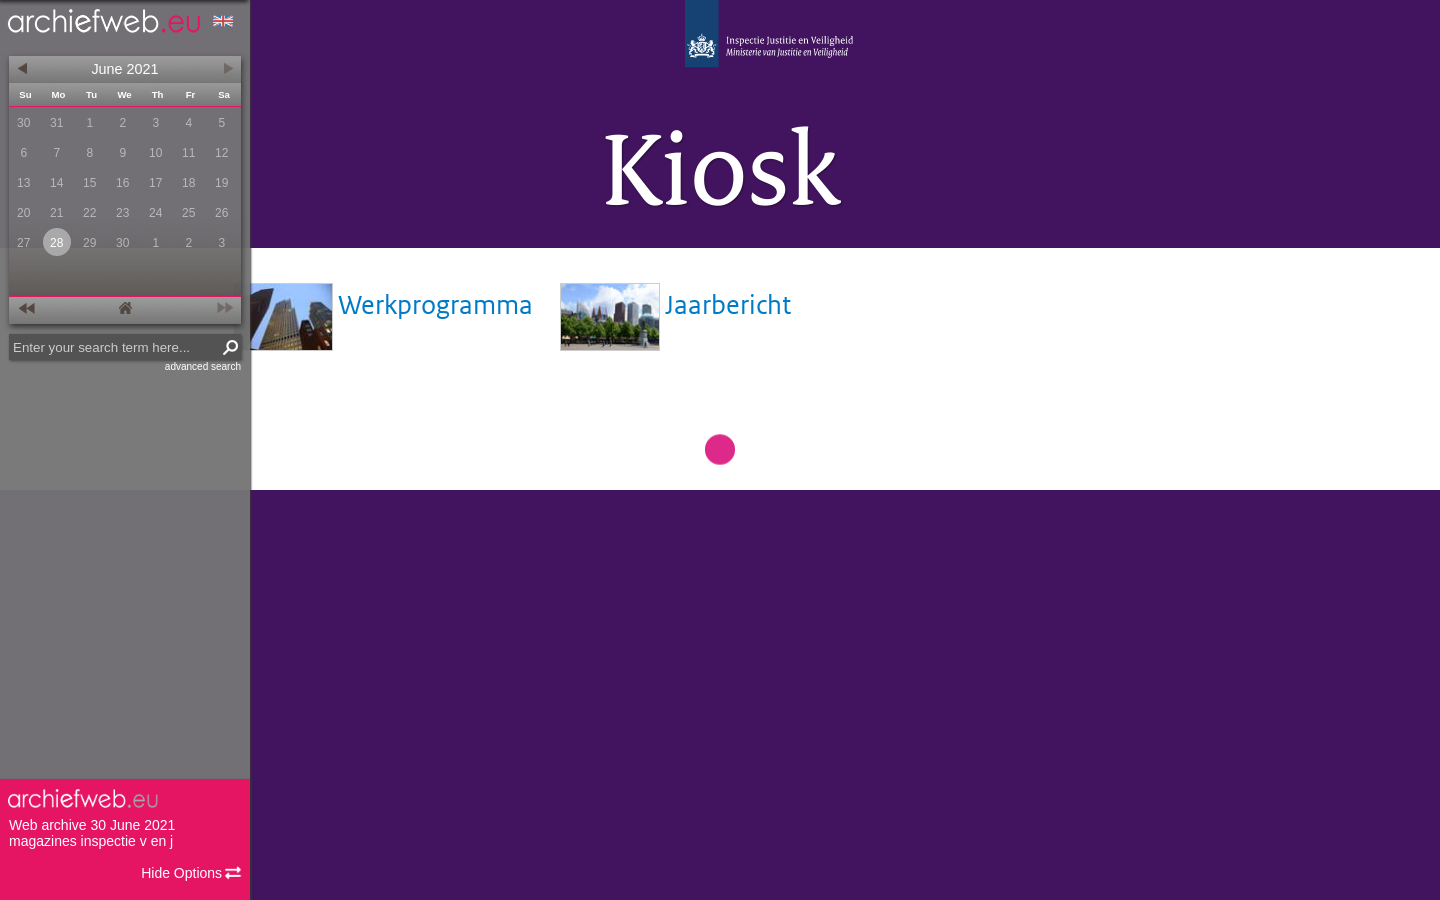 archiefweb.eu
June 2021
Su Mo Tu We Th Fr Sa
30 31 1 2 3 4 5
6 7 8 9 10 11 12
13 14 15 16 17 18 19
20 21 22 23 24 25 26
27 28 29 30 1 2 3
Enter your search term here...
advanced search
Inspectie Justitie en Veiligheid
Ministerie van Justitie en Veiligheid
Kiosk
Werkprogramma
Jaarbericht
archiefweb.eu
Web archive 30 June 2021
magazines inspectie v en j
Hide Options